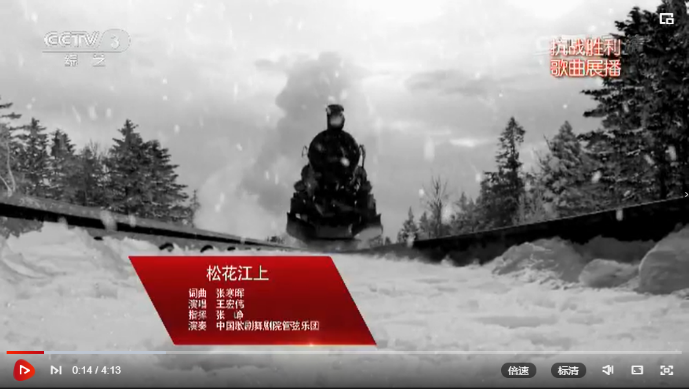 CCTV 3
综艺
抗战胜利
歌曲展播
松花江上
词曲 张寒晖
演唱 王宏伟
指挥 张 峥
演奏 中国歌剧舞剧院管弦乐团
0:14 / 4:13
倍速
标清